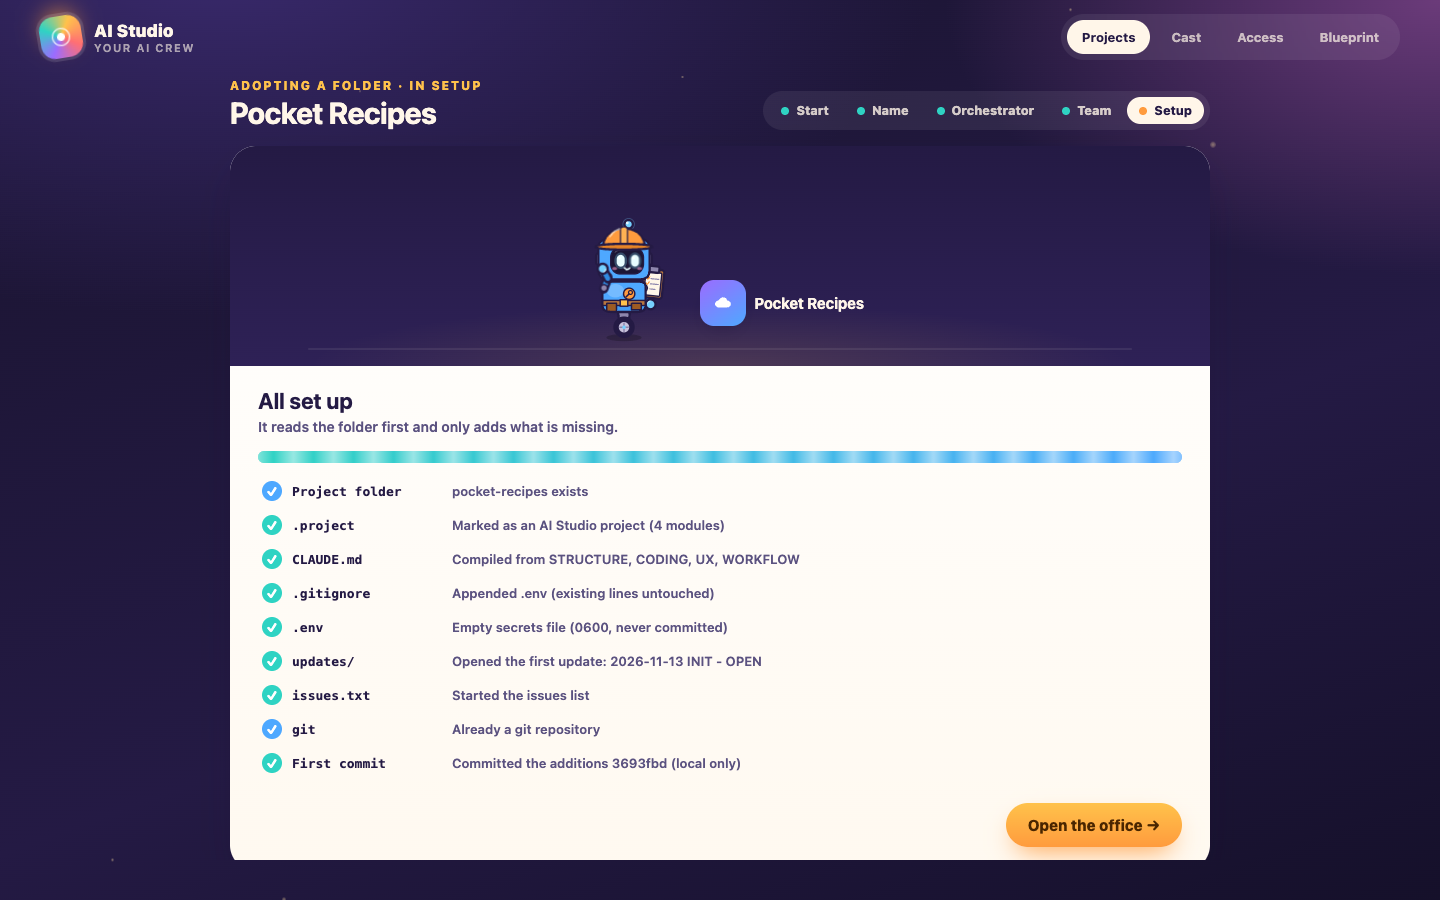 AI Studio
YOUR AI CREW
Projects
Cast
Access
Blueprint
ADOPTING A FOLDER · IN SETUP
Pocket Recipes
Start
Name
Orchestrator
Team
Setup
Pocket Recipes
All set up
It reads the folder first and only adds what is missing.
Project folder pocket-recipes exists
.project Marked as an AI Studio project (4 modules)
CLAUDE.md Compiled from STRUCTURE, CODING, UX, WORKFLOW
.gitignore Appended .env (existing lines untouched)
.env Empty secrets file (0600, never committed)
updates/ Opened the first update: 2026-11-13 INIT - OPEN
issues.txt Started the issues list
git Already a git repository
First commit Committed the additions 3693fbd (local only)
Open the office →